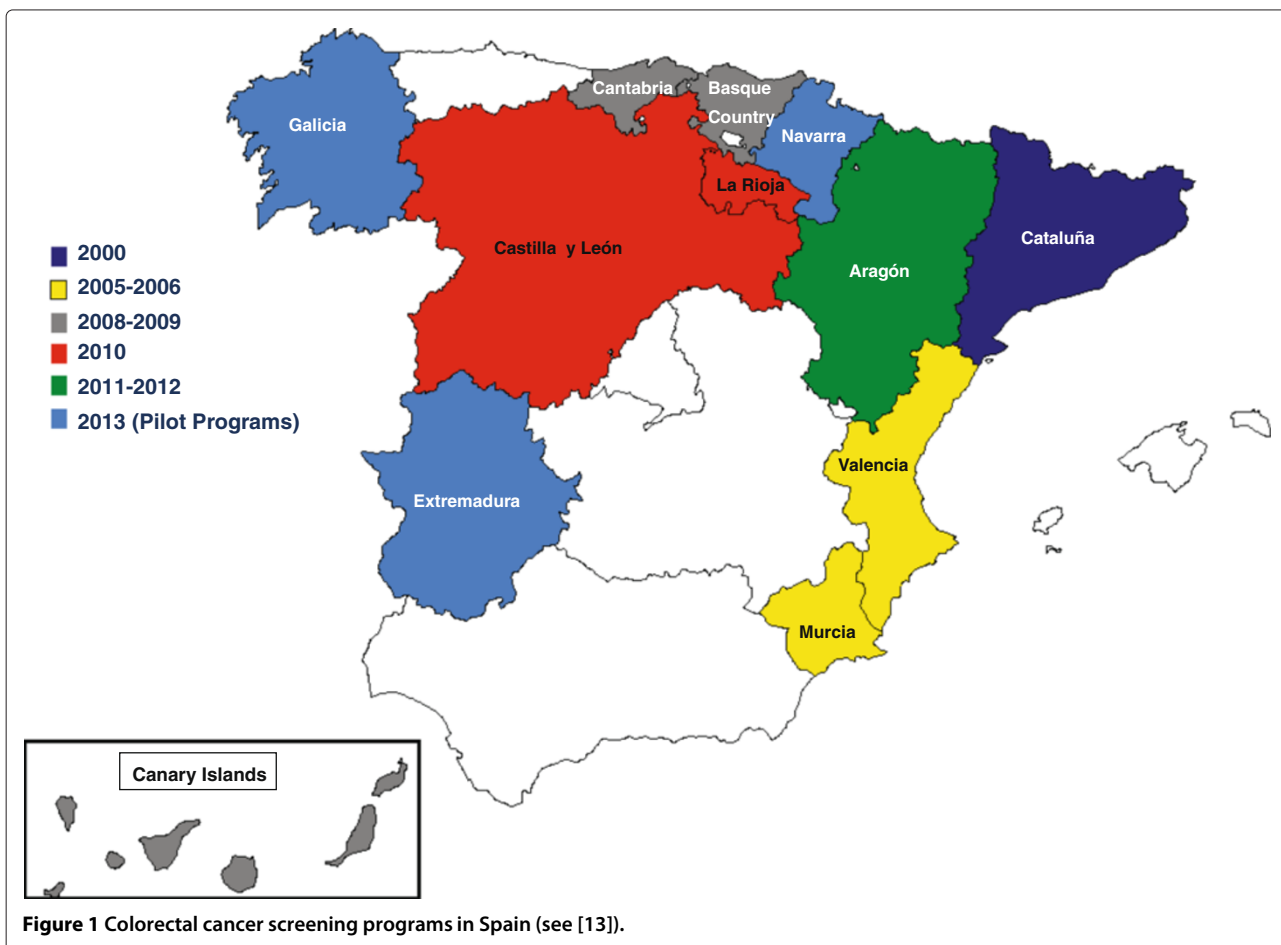 Cantabria
Basque
Country
Galicia
Navarra
La Rioja
Castilla y León
Cataluña
Aragón
2000
2005-2006
2008-2009
2010
2011-2012
2013 (Pilot Programs)
Valencia
Extremadura
Murcia
Canary Islands
Figure 1 Colorectal cancer screening programs in Spain (see [13]).